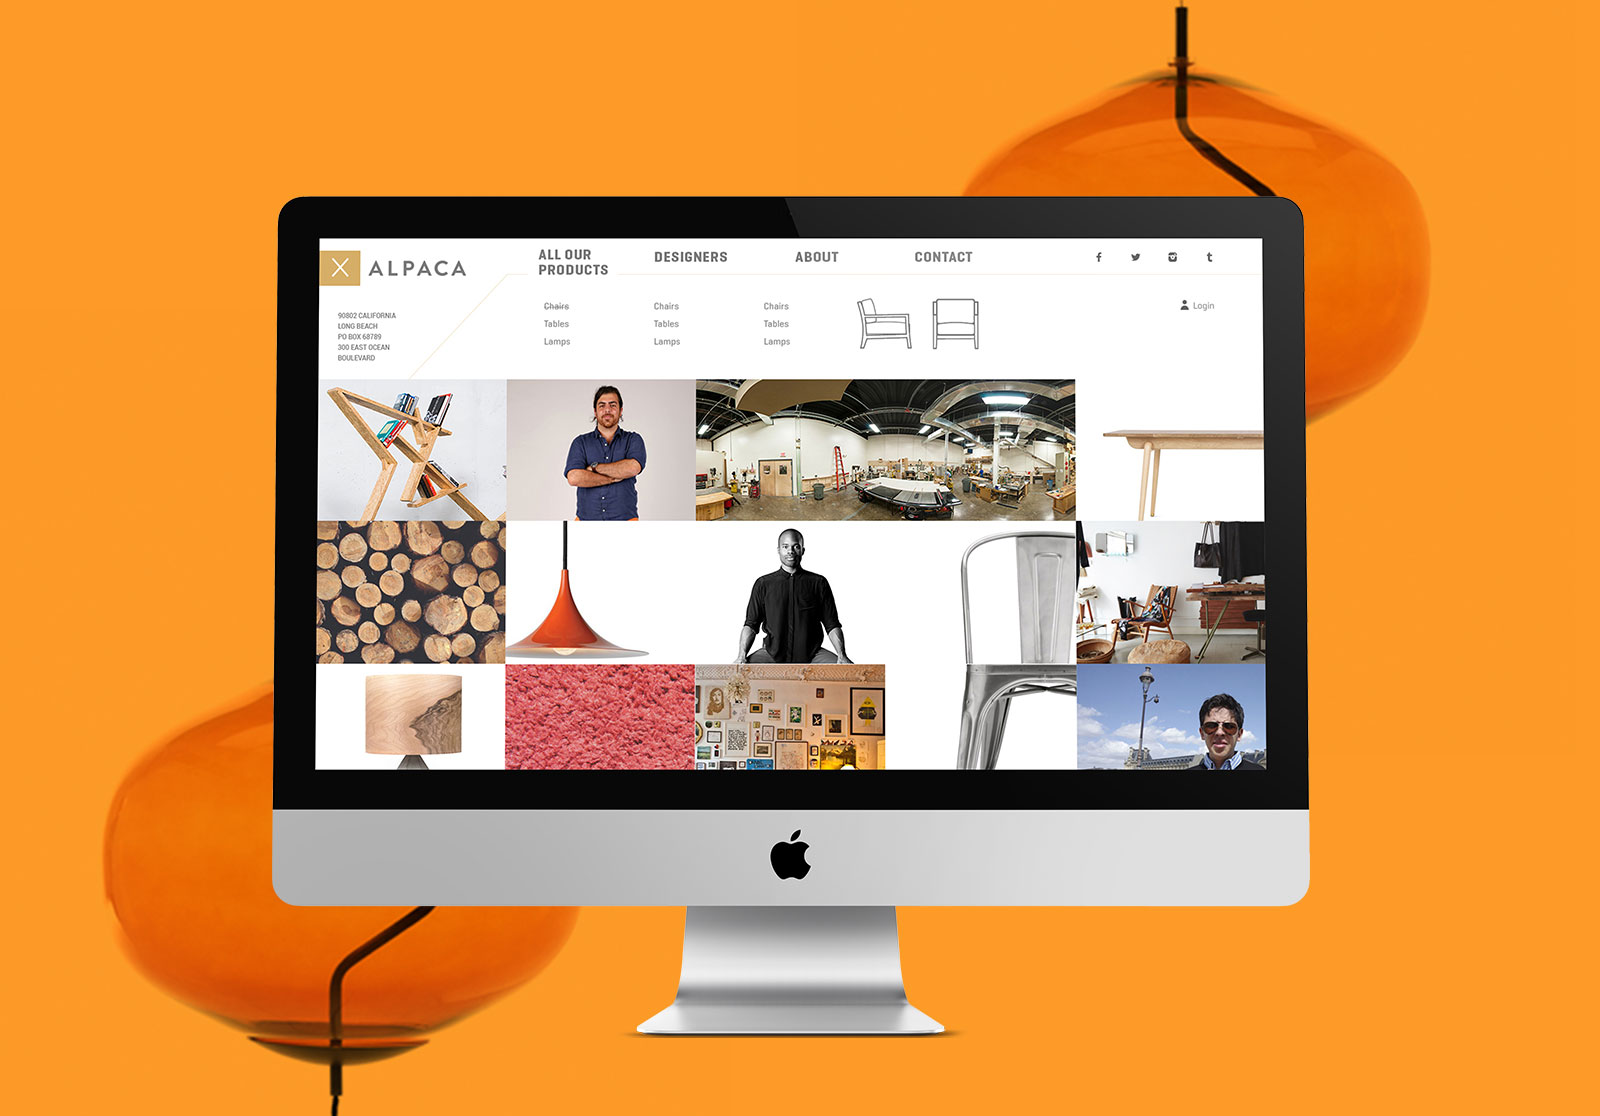 ALPACA
ALL OUR
PRODUCTS
DESIGNERS
ABOUT
CONTACT
90802 CALIFORNIA
LONG BEACH
PO BOX 68789
300 EAST OCEAN
BOULEVARD
Chairs
Tables
Lamps
Chairs
Tables
Lamps
Chairs
Tables
Lamps
Login